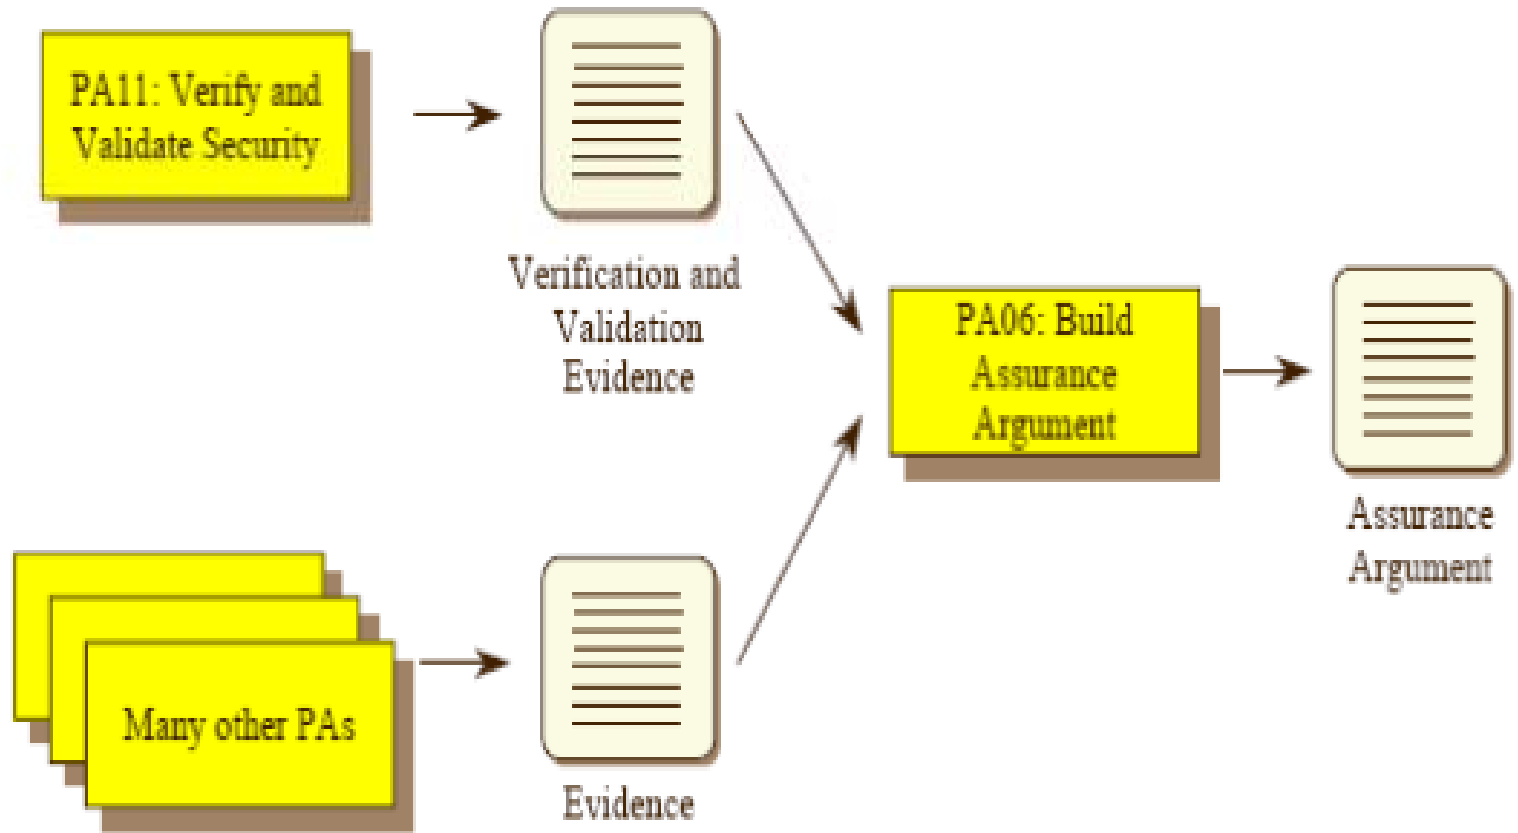 PA11: Verify and
Validate Security
Verification and
Validation
Evidence
PA06: Build
Assurance
Argument
Assurance
Argument
Many other PAs
Evidence